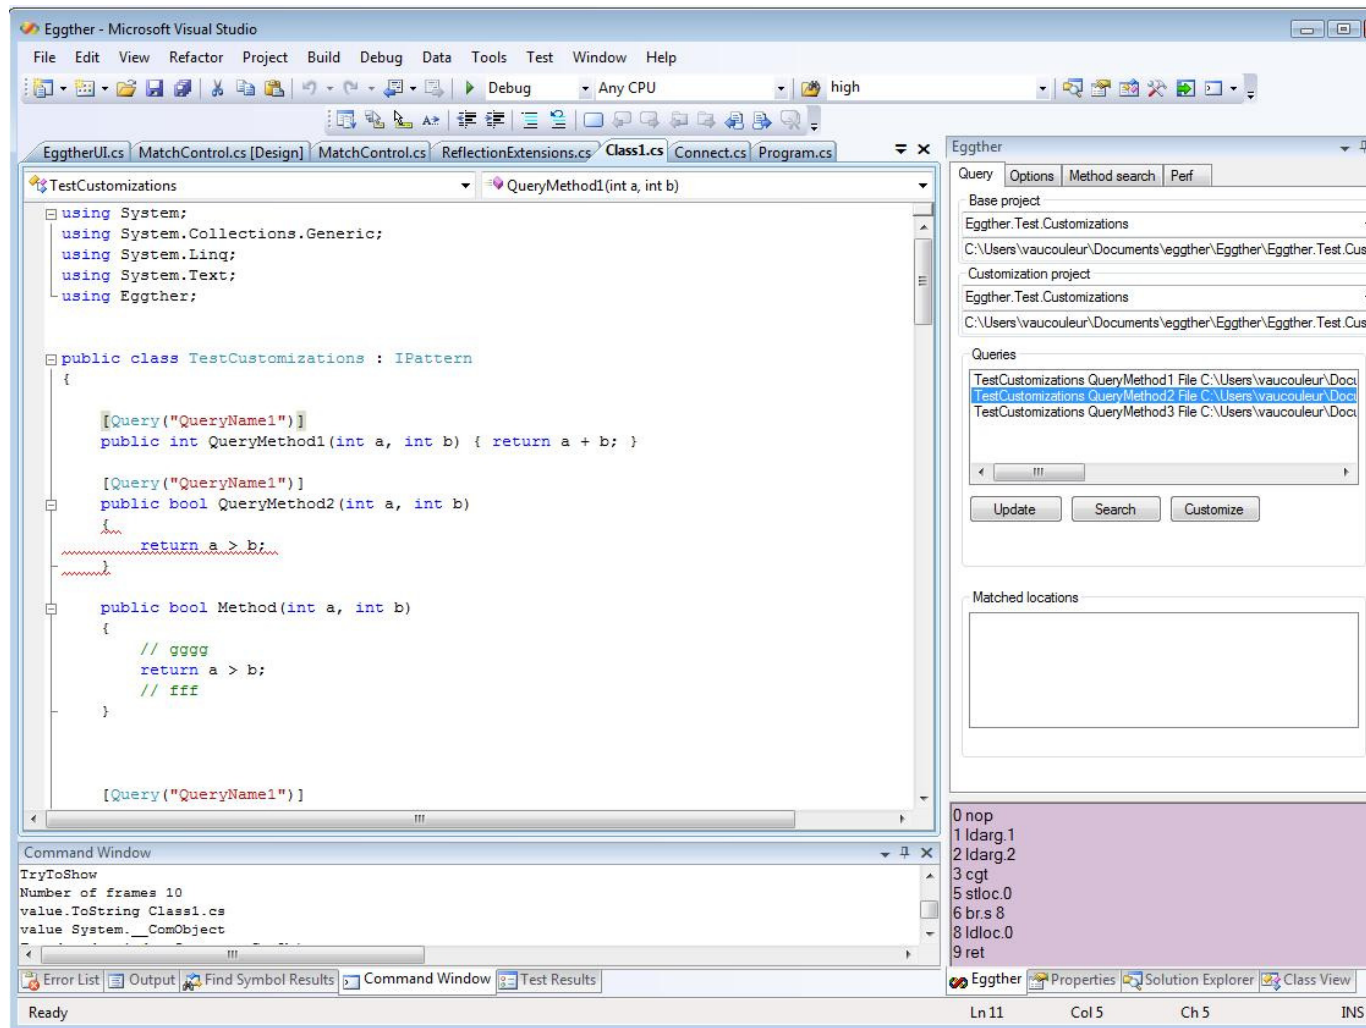 Eggther - Microsoft Visual Studio
File Edit View Refactor Project Build Debug Data Tools Test Window Help
Debug Any CPU high
EggtherUI.cs MatchControl.cs [Design] MatchControl.cs ReflectionExtensions.cs Class1.cs Connect.cs Program.cs
TestCustomizations QueryMethod1(int a, int b)
using System;
using System.Collections.Generic;
using System.Linq;
using System.Text;
using Eggther;
public class TestCustomizations : IPattern
{
[Query("QueryName1")]
public int QueryMethod1(int a, int b) { return a + b; }
[Query("QueryName1")]
public bool QueryMethod2(int a, int b)
{
return a > b;
}
public bool Method(int a, int b)
{
// gggg
return a > b;
// fff
}
[Query("QueryName1")]
Command Window
TryToShow
Number of frames 10
value.ToString Class1.cs
value System.__ComObject
Error List Output Find Symbol Results Command Window Test Results
Eggther
Query Options Method search Perf
Base project
Eggther.Test.Customizations
C:\Users\vaucouleur\Documents\eggther\Eggther\Eggther.Test.Cus
Customization project
Eggther.Test.Customizations
C:\Users\vaucouleur\Documents\eggther\Eggther\Eggther.Test.Cus
Queries
TestCustomizations QueryMethod1 File C:\Users\vaucouleur\Docu
TestCustomizations QueryMethod2 File C:\Users\vaucouleur\Docu
TestCustomizations QueryMethod3 File C:\Users\vaucouleur\Docu
Update Search Customize
Matched locations
0 nop
1 ldarg.1
2 ldarg.2
3 cgt
5 stloc.0
6 br.s 8
8 ldloc.0
9 ret
Eggther Properties Solution Explorer Class View
Ready Ln 11 Col 5 Ch 5 INS